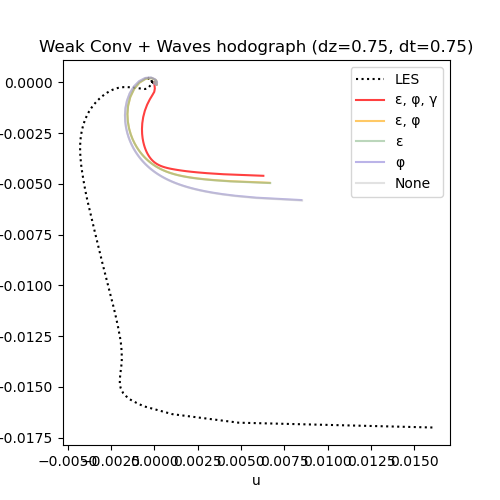 Weak Conv + Waves hodograph (dz=0.75, dt=0.75)
0.0000
0.0025
0.0050
0.0075
0.0100
0.0125
0.0150
0.0175
LES
ε, φ, γ
ε, φ
ε
φ
None
−0.0050 −0.0025 0.0000 0.0025 0.0050 0.0075 0.0100 0.0125 0.0150
u